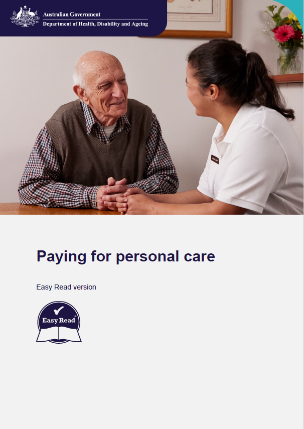 Australian Government
Department of Health, Disability and Ageing
Paying for personal care
Easy Read version
Easy Read